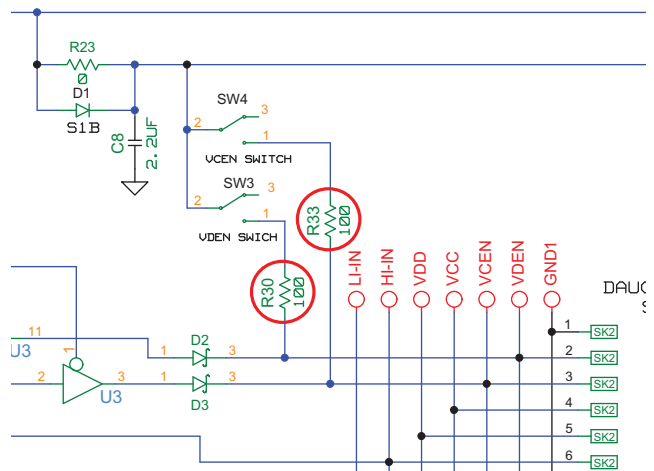 R23
0
D1
S1B
C8
2.2UF
SW4
3
2
1
VCEN SWITCH
SW3
3
2
1
VDEN SWICH
R33
100
R30
100
LI-IN
HI-IN
VDD
VCC
VCEN
VDEN
GND1
DAUG
S
1
SK2
11
U3
1
D2
1
3
2
SK2
2
3
U3
1
3
D3
3
SK2
4
SK2
5
SK2
6
SK2